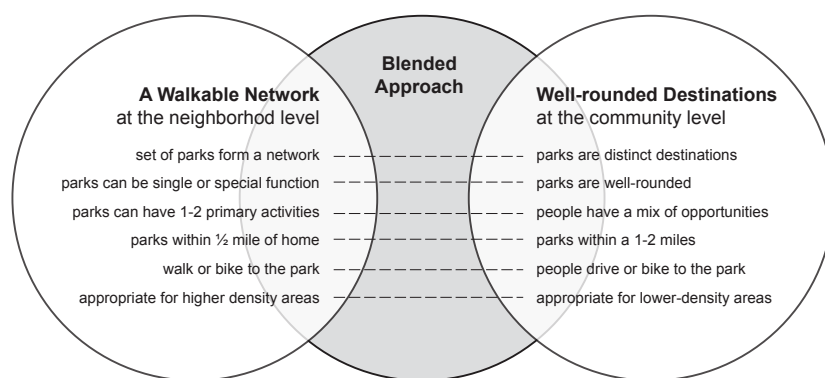 Blended
Approach
A Walkable Network
at the neighborhod level
set of parks form a network
parks can be single or special function
parks can have 1-2 primary activities
parks within ½ mile of home
walk or bike to the park
appropriate for higher density areas
Well-rounded Destinations
at the community level
parks are distinct destinations
parks are well-rounded
people have a mix of opportunities
parks within a 1-2 miles
people drive or bike to the park
appropriate for lower-density areas